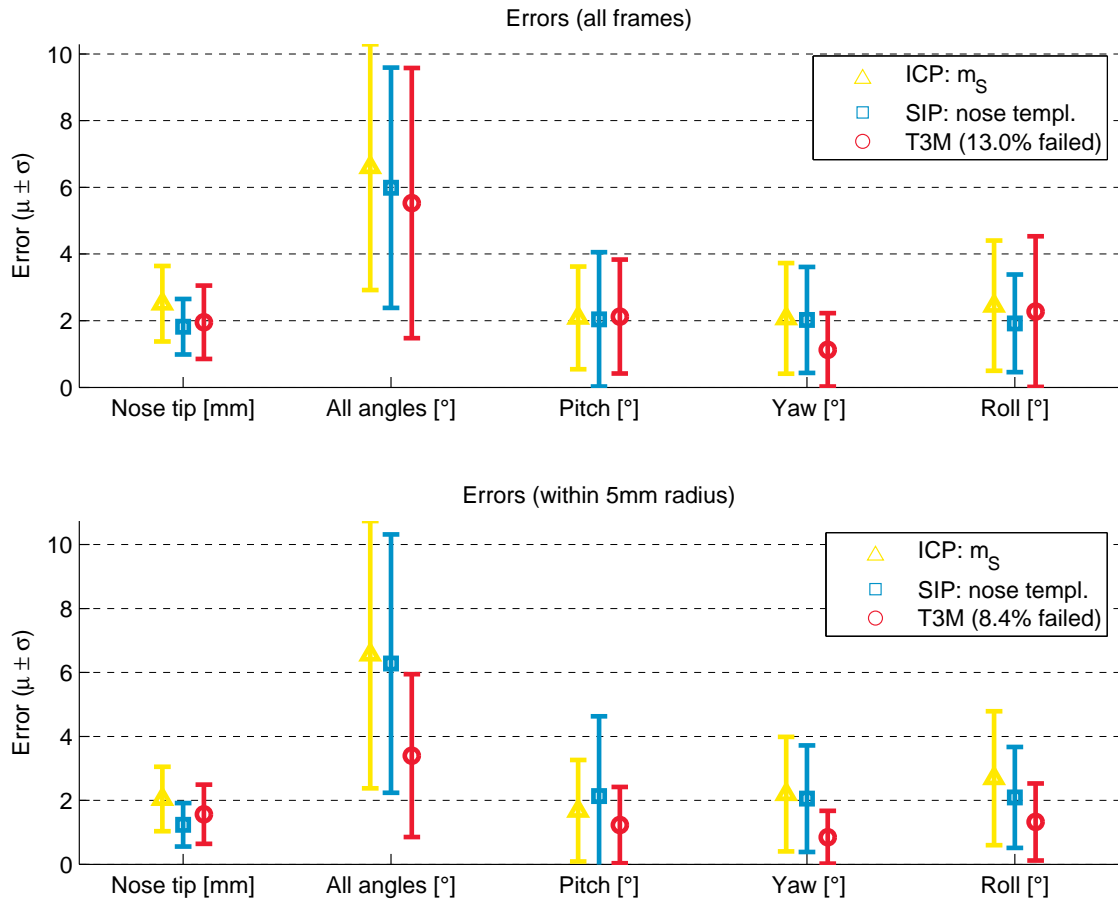 Errors (all frames)
Error (μ ± σ)
10
8
6
4
2
0
ICP: m_S
SIP: nose templ.
T3M (13.0% failed)
Nose tip [mm] All angles [°] Pitch [°] Yaw [°] Roll [°]
Errors (within 5mm radius)
Error (μ ± σ)
10
8
6
4
2
0
ICP: m_S
SIP: nose templ.
T3M (8.4% failed)
Nose tip [mm] All angles [°] Pitch [°] Yaw [°] Roll [°]